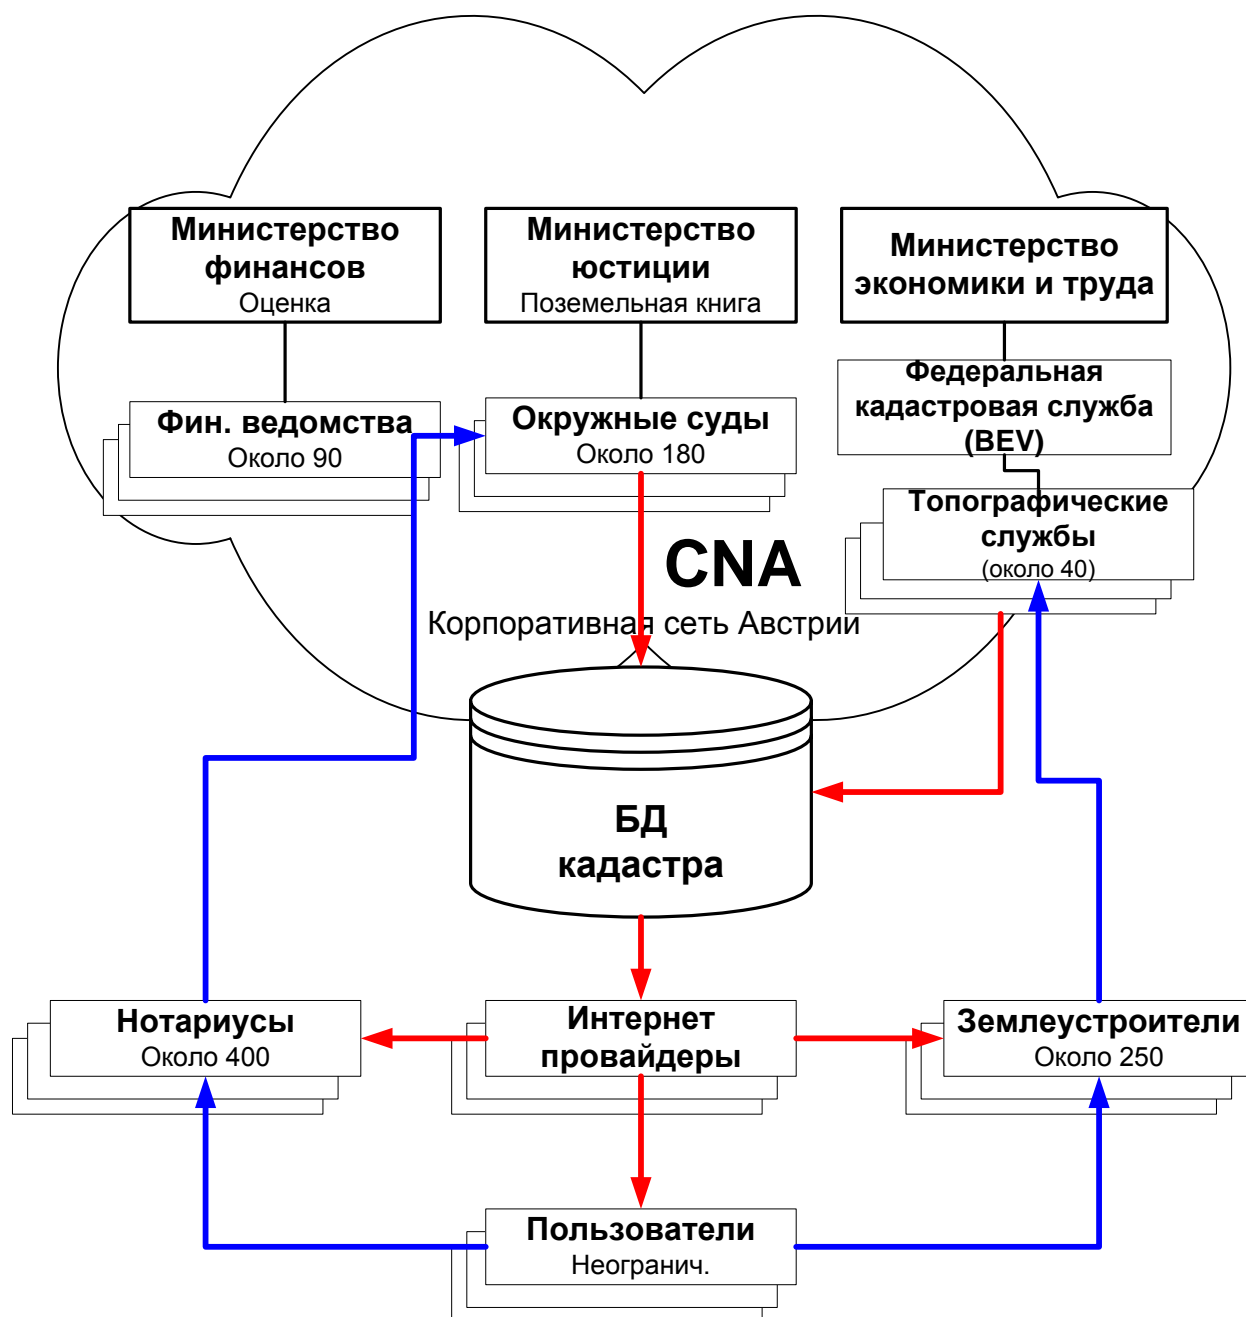 Министерство
финансов
Оценка
Министерство
юстиции
Поземельная книга
Министерство
экономики и труда
Федеральная
кадастровая служба
(BEV)
Фин. ведомства
Около 90
Окружные суды
Около 180
Топографические
службы
(около 40)
CNA
Корпоративная сеть Австрии
БД
кадастра
Нотариусы
Около 400
Интернет
провайдеры
Землеустроители
Около 250
Пользователи
Неогранич.